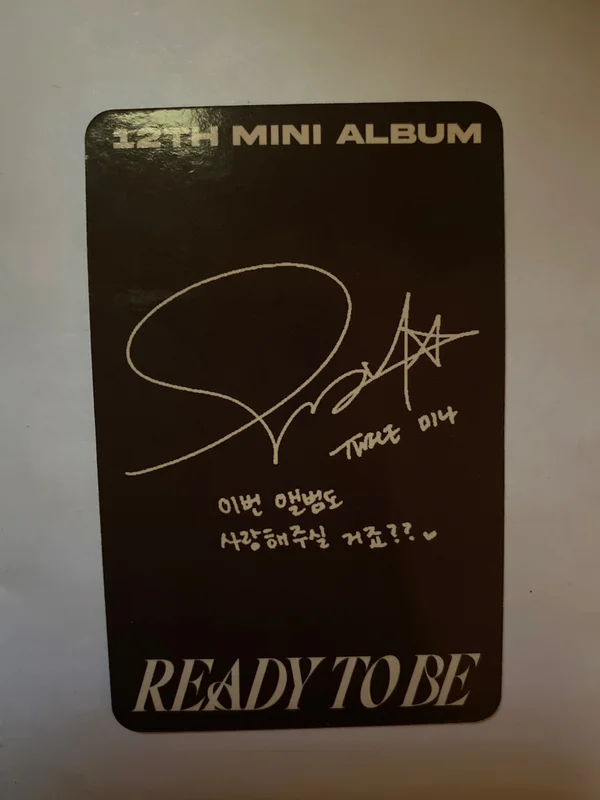 12TH MINI ALBUM
TWICE 미나
이번 앨범도
사랑해주실 거죠??♥
READY TO BE